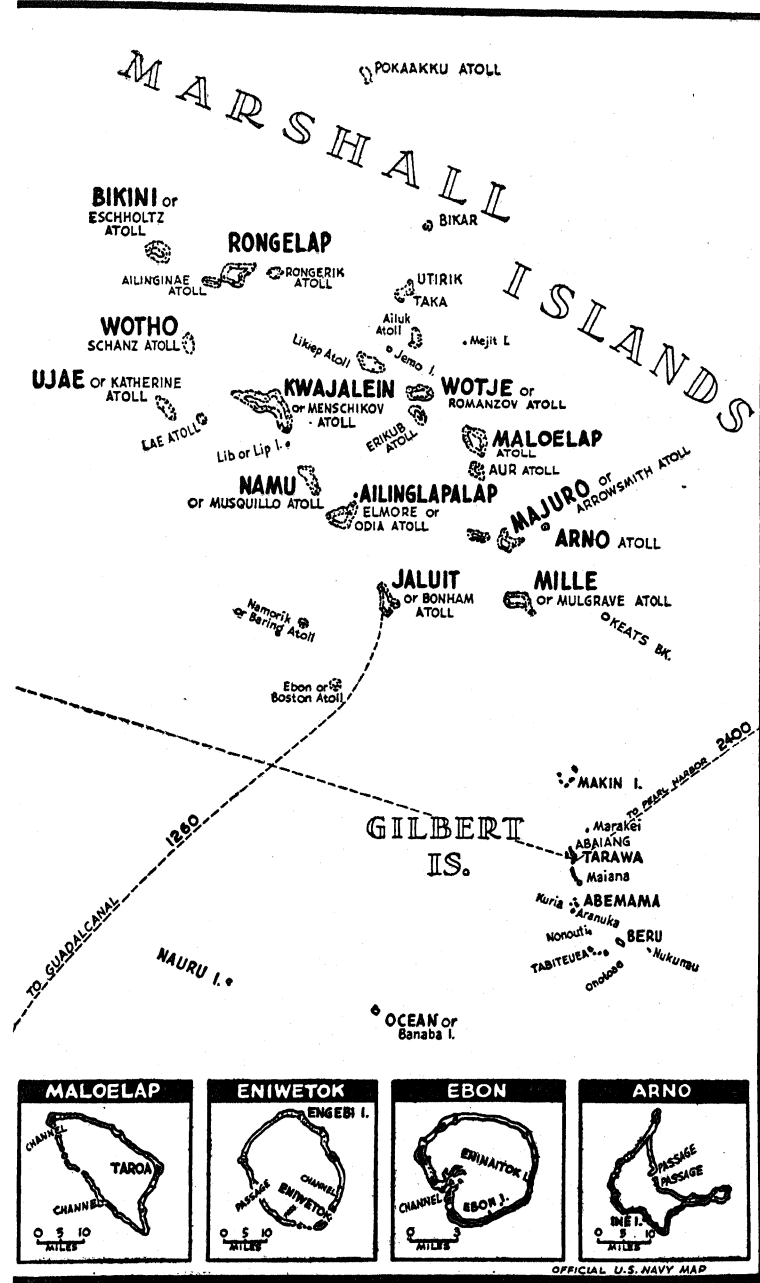 MARSHALL ISLANDS
POKAAKKU ATOLL
BIKINI or
ESCHHOLTZ
ATOLL
BIKAR
RONGELAP
AILINGINAE
ATOLL
RONGERIK
ATOLL
UTIRIK
TAKA
WOTHO
SCHANZ ATOLL
Ailuk
Atoll
Likiep Atoll
Jemo I.
Mejit I.
UJAE or KATHERINE
ATOLL
KWAJALEIN
or MENSCHIKOV
ATOLL
WOTJE or
ROMANZOV ATOLL
LAE ATOLL
ERIKUB
ATOLL
Lib or Lip I.
MALOELAP
ATOLL
AUR ATOLL
NAMU
or MUSQUILLO ATOLL
AILINGLAPALAP
ELMORE or
ODIA ATOLL
MAJURO or
ARROWSMITH ATOLL
ARNO ATOLL
JALUIT
or BONHAM
ATOLL
MILLE
or MULGRAVE ATOLL
Namorik
or Baring Atoll
KEATS BK.
Ebon or
Boston Atoll
TO PEARL HARBOR 2400
MAKIN I.
GILBERT
IS.
Marakei
ABAIANG
TARAWA
Maiana
1260
TO GUADALCANAL
Kuria
ABEMAMA
Aranuka
Nonouti
BERU
TABITEUEA
Nukunau
Onotoa
NAURU I.
OCEAN or
Banaba I.
MALOELAP
CHANNEL
TAROA
CHANNEL
0 5 10
MILES
ENIWETOK
ENGEBI I.
CHANNEL
PASSAGE
ENIWETOK
0 5 10
MILES
EBON
ENINAITOK I.
CHANNEL
EBON I.
0 3
MILES
ARNO
PASSAGE
PASSAGE
INE I.
0 5 10
MILES
OFFICIAL U.S. NAVY MAP